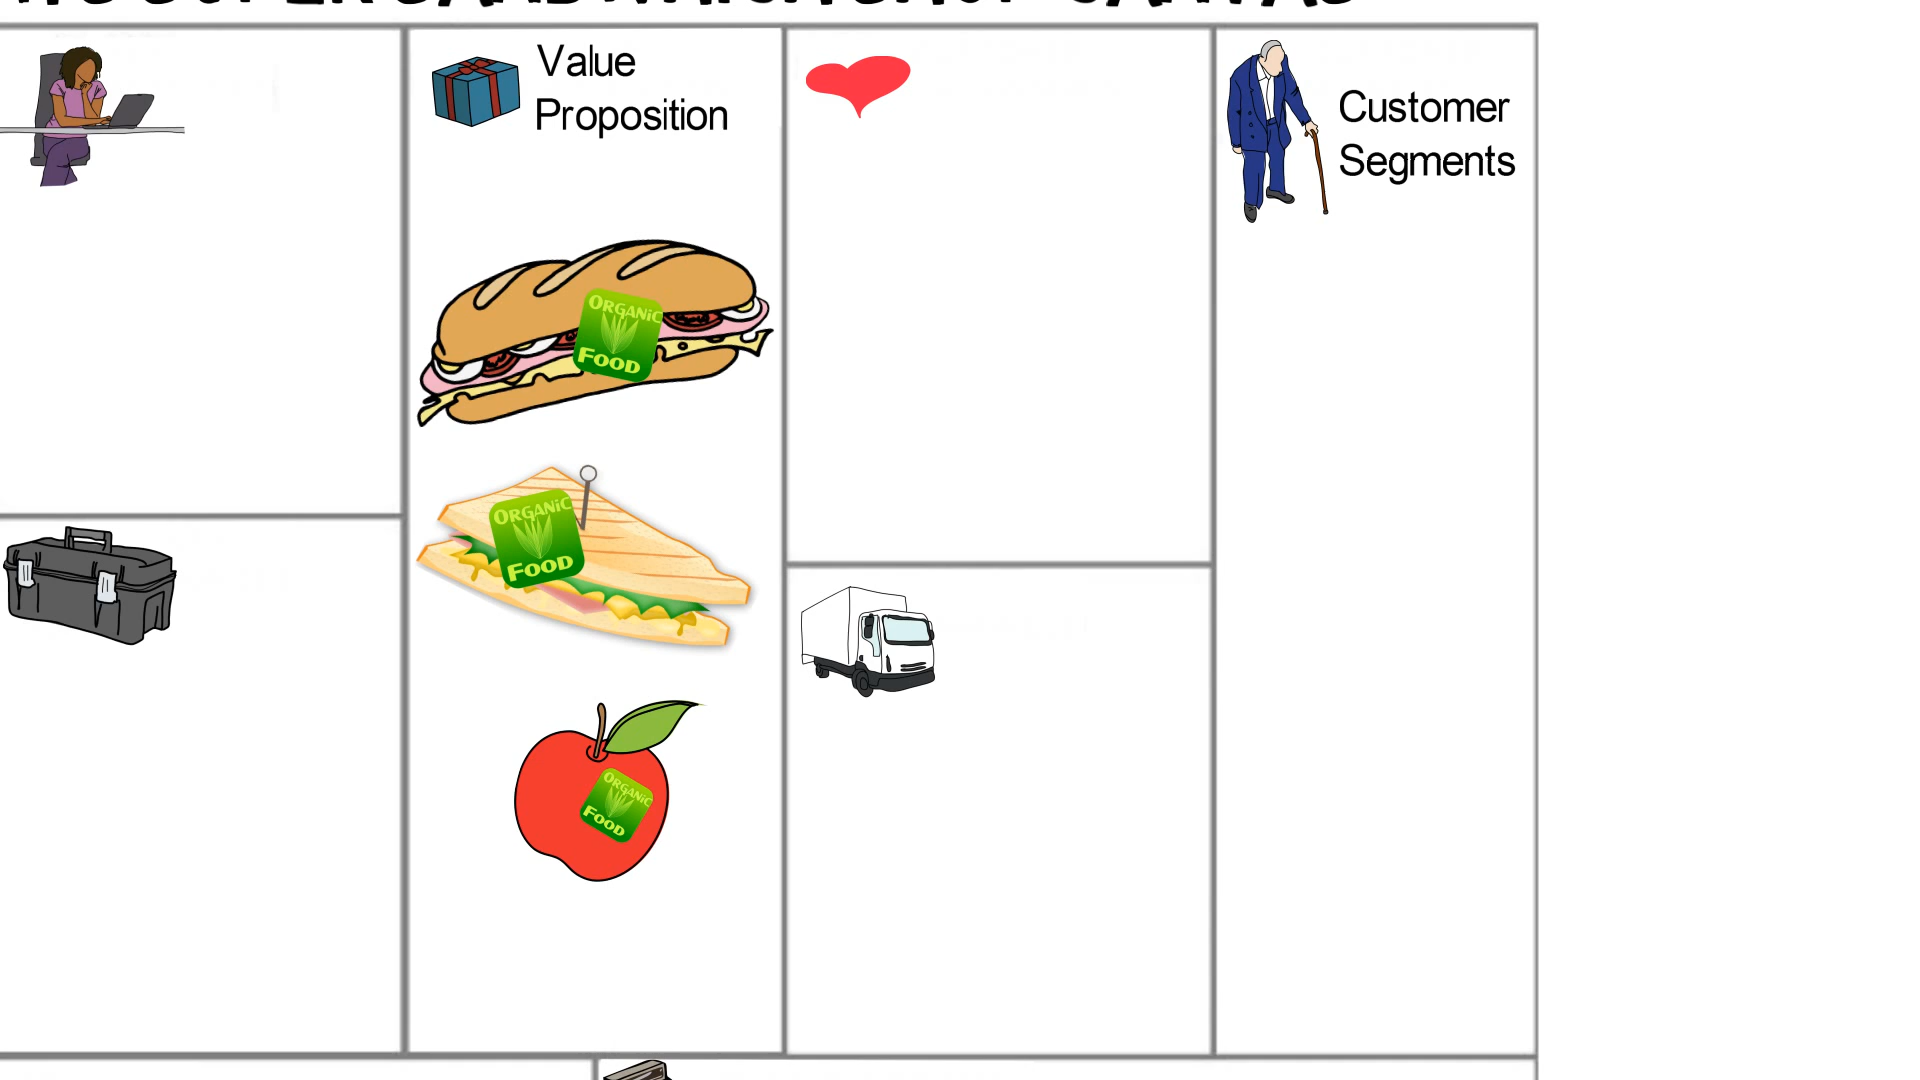 Value
Proposition
Customer
Segments
ORGANiC
FOOD
ORGANiC
FOOD
ORGANiC
FOOD